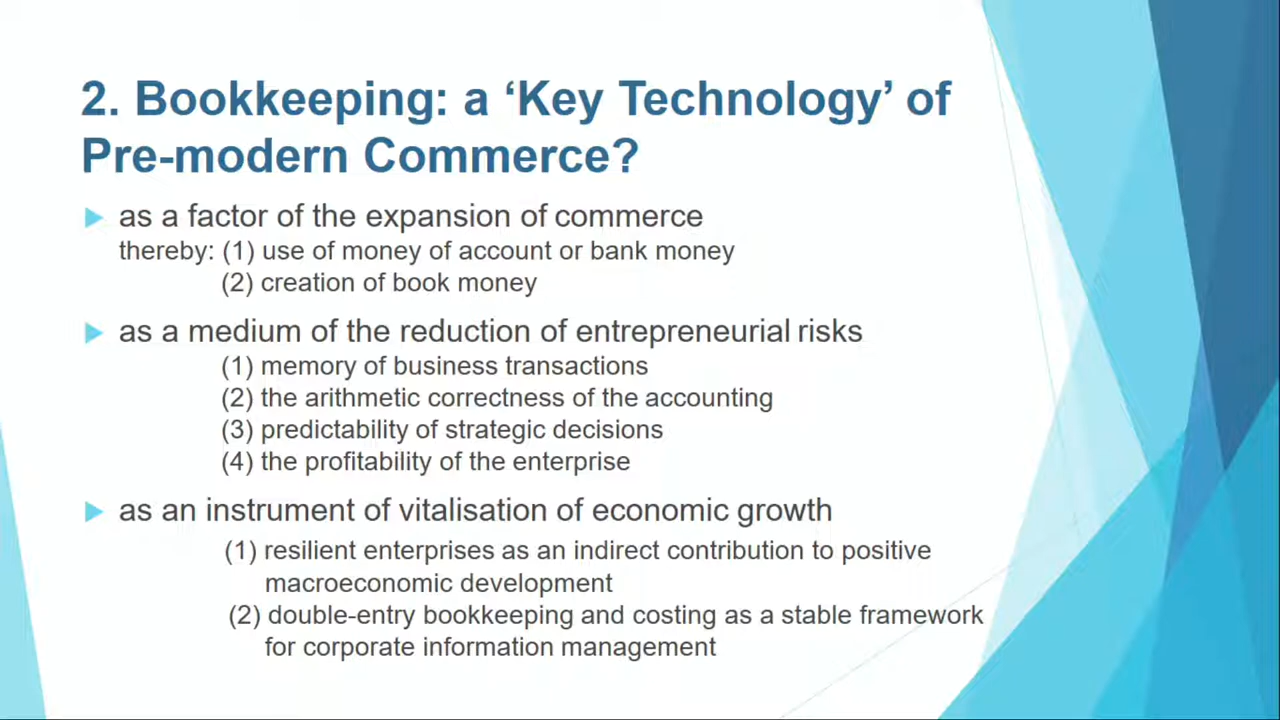 2. Bookkeeping: a ‘Key Technology’ of
Pre-modern Commerce?
as a factor of the expansion of commerce
thereby: (1) use of money of account or bank money
(2) creation of book money
as a medium of the reduction of entrepreneurial risks
(1) memory of business transactions
(2) the arithmetic correctness of the accounting
(3) predictability of strategic decisions
(4) the profitability of the enterprise
as an instrument of vitalisation of economic growth
(1) resilient enterprises as an indirect contribution to positive
macroeconomic development
(2) double-entry bookkeeping and costing as a stable framework
for corporate information management